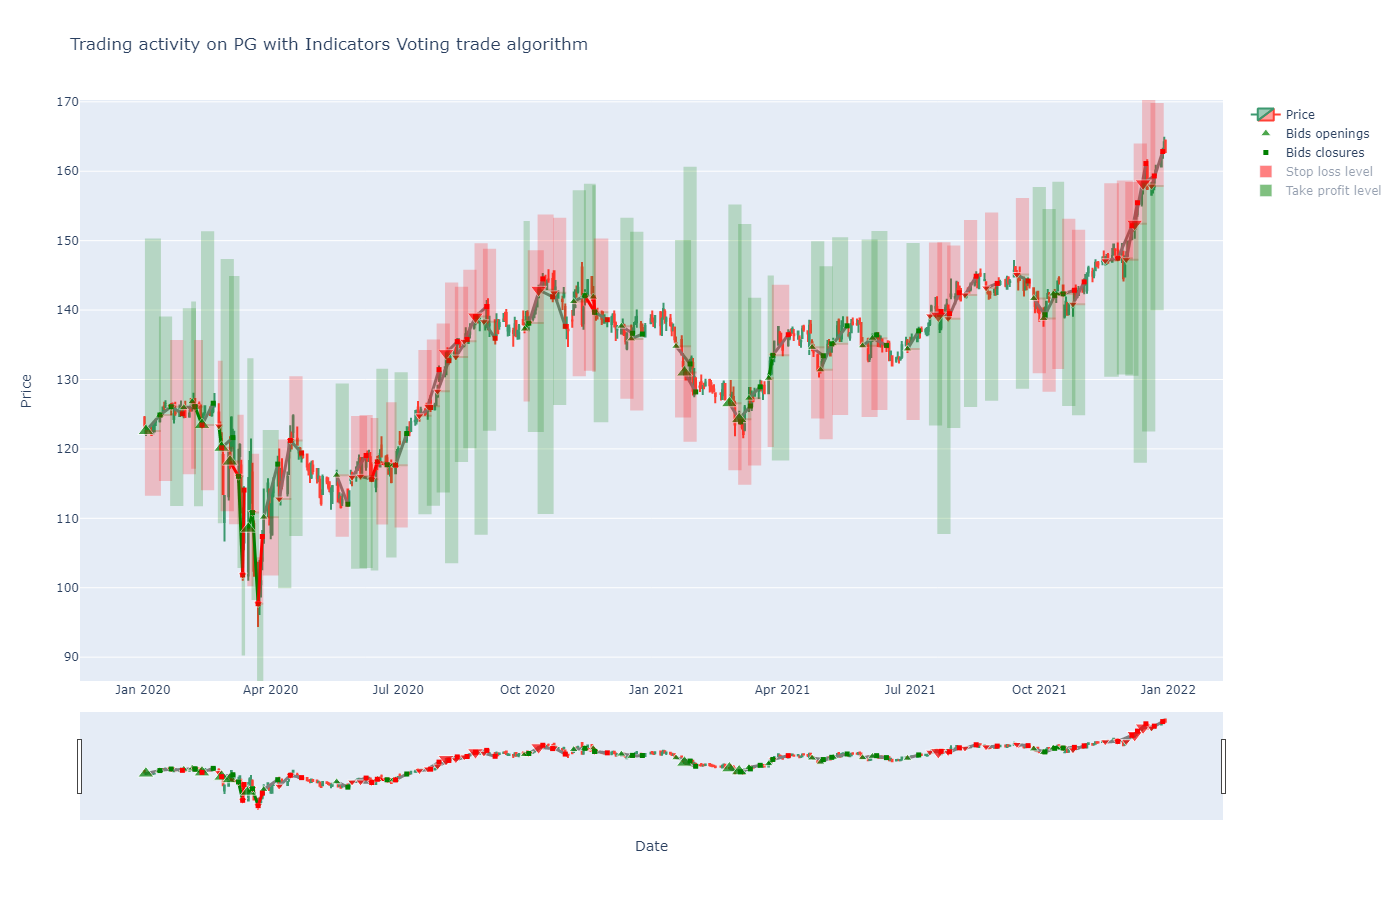 Trading activity on PG with Indicators Voting trade algorithm
Price
Bids openings
Bids closures
Stop loss level
Take profit level
170
160
150
140
130
120
110
100
90
Price
Jan 2020
Apr 2020
Jul 2020
Oct 2020
Jan 2021
Apr 2021
Jul 2021
Oct 2021
Jan 2022
Date